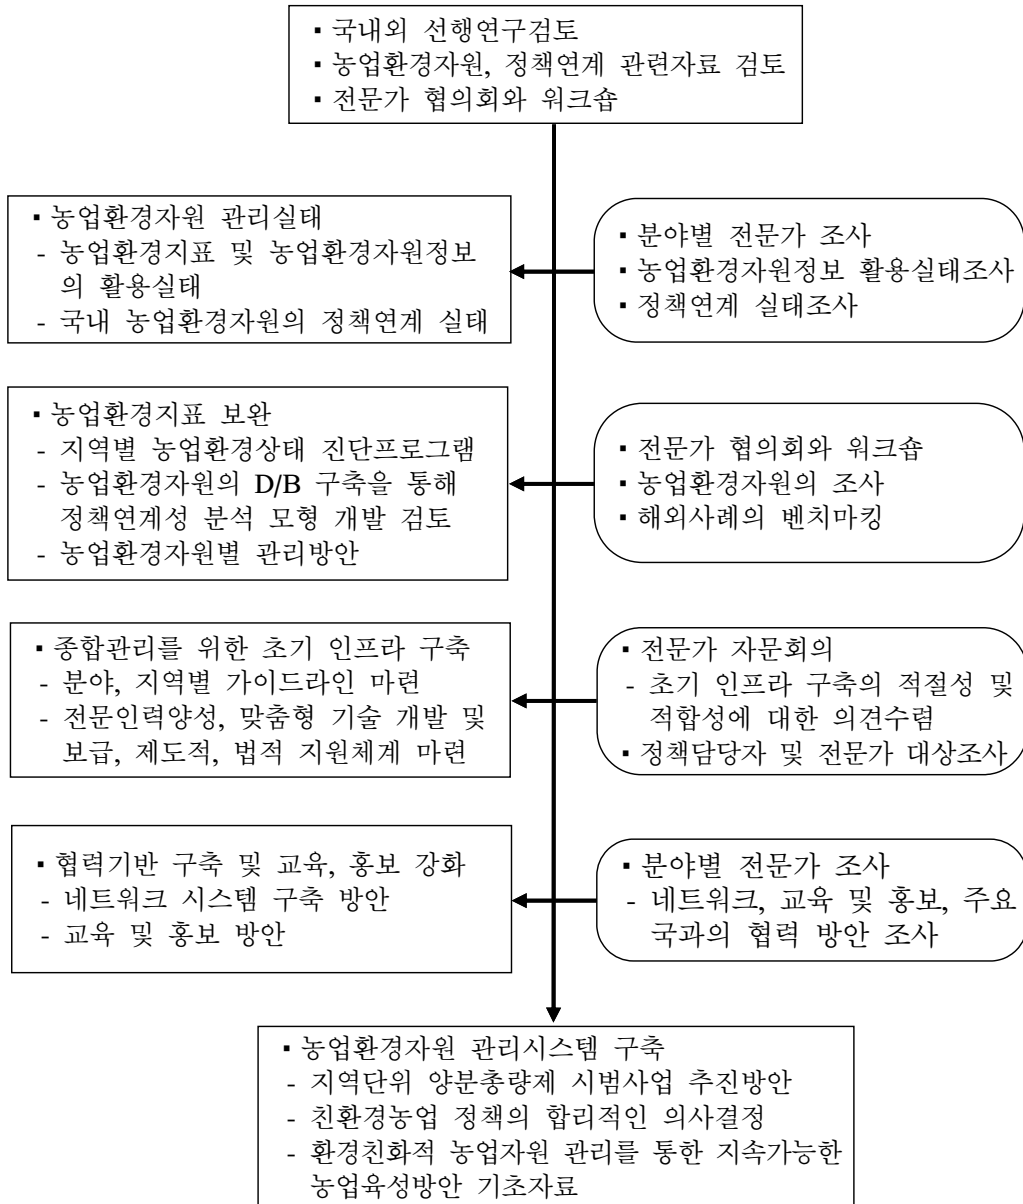 ▪ 국내외 선행연구검토
▪ 농업환경자원, 정책연계 관련자료 검토
▪ 전문가 협의회와 워크숍
▪ 농업환경자원 관리실태
- 농업환경지표 및 농업환경자원정보
의 활용실태
- 국내 농업환경자원의 정책연계 실태
▪ 분야별 전문가 조사
▪ 농업환경자원정보 활용실태조사
▪ 정책연계 실태조사
▪ 농업환경지표 보완
- 지역별 농업환경상태 진단프로그램
- 농업환경자원의 D/B 구축을 통해
정책연계성 분석 모형 개발 검토
- 농업환경자원별 관리방안
▪ 전문가 협의회와 워크숍
▪ 농업환경자원의 조사
▪ 해외사례의 벤치마킹
▪ 종합관리를 위한 초기 인프라 구축
- 분야, 지역별 가이드라인 마련
- 전문인력양성, 맞춤형 기술 개발 및
보급, 제도적, 법적 지원체계 마련
▪ 전문가 자문회의
- 초기 인프라 구축의 적절성 및
적합성에 대한 의견수렴
▪ 정책담당자 및 전문가 대상조사
▪ 협력기반 구축 및 교육, 홍보 강화
- 네트워크 시스템 구축 방안
- 교육 및 홍보 방안
▪ 분야별 전문가 조사
- 네트워크, 교육 및 홍보, 주요
국과의 협력 방안 조사
▪ 농업환경자원 관리시스템 구축
- 지역단위 양분총량제 시범사업 추진방안
- 친환경농업 정책의 합리적인 의사결정
- 환경친화적 농업자원 관리를 통한 지속가능한
농업육성방안 기초자료